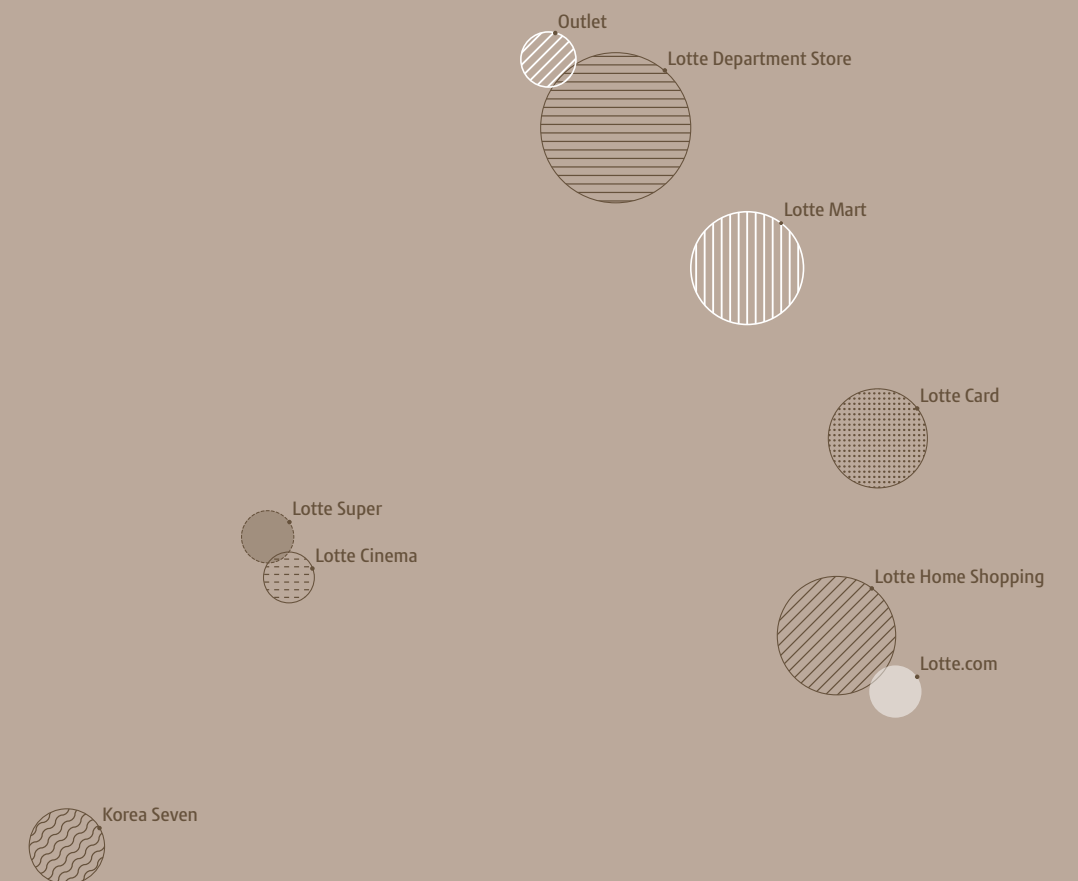 Outlet
Lotte Department Store
Lotte Mart
Lotte Card
Lotte Super
Lotte Cinema
Lotte Home Shopping
Lotte.com
Korea Seven